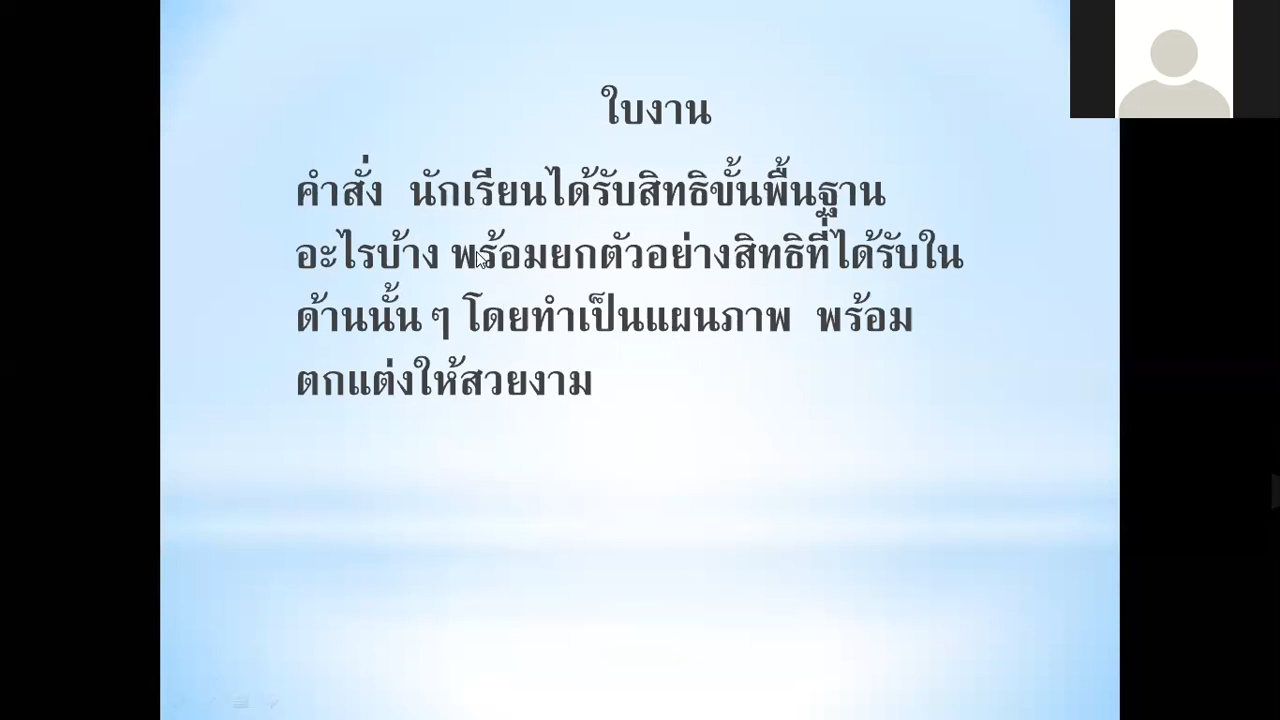 ใบงาน
คำสั่ง นักเรียนได้รับสิทธิขั้นพื้นฐาน
อะไรบ้าง พร้อมยกตัวอย่างสิทธิที่ได้รับใน
ด้านนั้น ๆ โดยทำเป็นแผนภาพ พร้อม
ตกแต่งให้สวยงาม